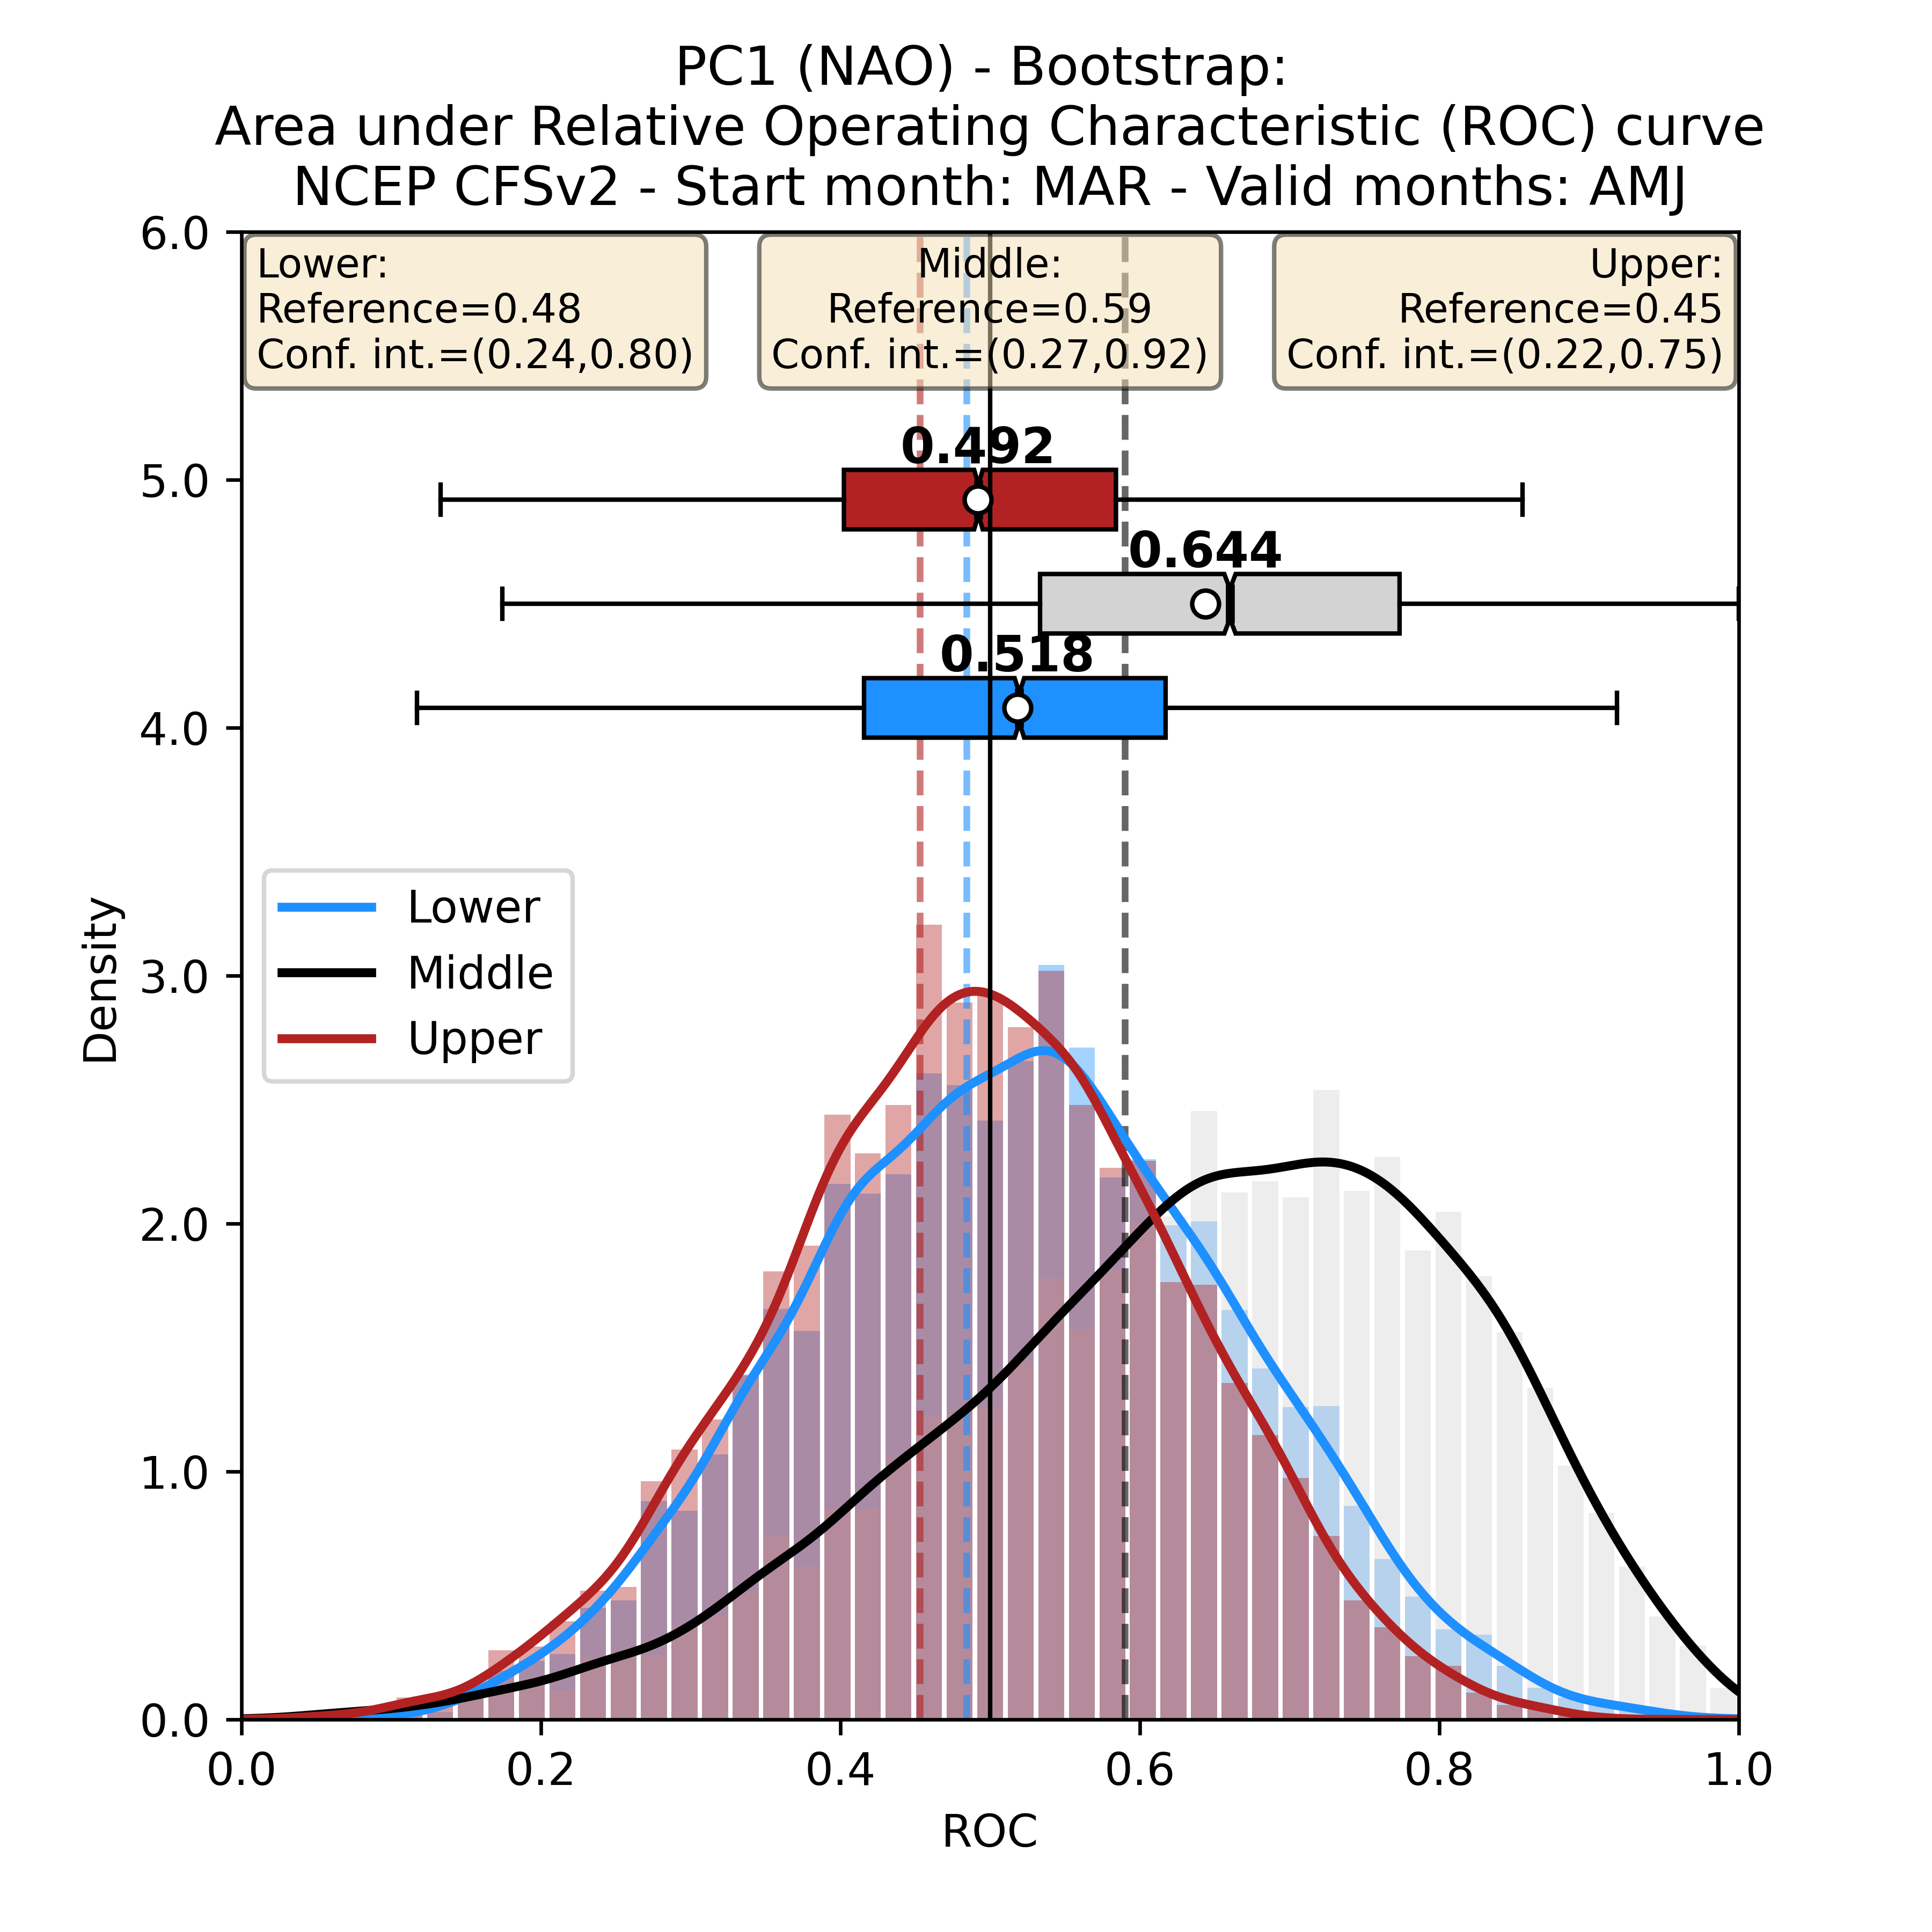 PC1 (NAO) - Bootstrap:
Area under Relative Operating Characteristic (ROC) curve
NCEP CFSv2 - Start month: MAR - Valid months: AMJ
Lower:
Reference=0.48
Conf. int.=(0.24,0.80)
Middle:
Reference=0.59
Conf. int.=(0.27,0.92)
Upper:
Reference=0.45
Conf. int.=(0.22,0.75)
0.492
0.644
0.518
Lower
Middle
Upper
Density
6.0
5.0
4.0
3.0
2.0
1.0
0.0
0.0 0.2 0.4 0.6 0.8 1.0
ROC